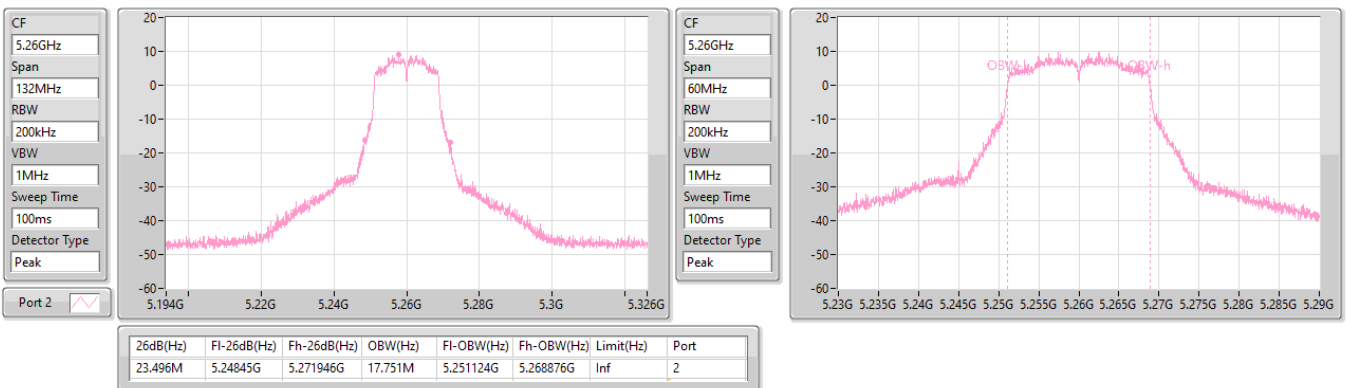 CF
5.26GHz
Span
132MHz
RBW
200kHz
VBW
1MHz
Sweep Time
100ms
Detector Type
Peak
Port 2
20
10
0
-10
-20
-30
-40
-50
-60
5.194G 5.22G 5.24G 5.26G 5.28G 5.3G 5.326G
CF
5.26GHz
Span
60MHz
RBW
200kHz
VBW
1MHz
Sweep Time
100ms
Detector Type
Peak
20
10
0
-10
-20
-30
-40
-50
-60
OBW-h
5.23G 5.235G 5.24G 5.245G 5.25G 5.255G 5.26G 5.265G 5.27G 5.275G 5.28G 5.285G 5.29G
26dB(Hz) Fl-26dB(Hz) Fh-26dB(Hz) OBW(Hz) Fl-OBW(Hz) Fh-OBW(Hz) Limit(Hz) Port
23.496M 5.24845G 5.271946G 17.751M 5.251124G 5.268876G Inf 2